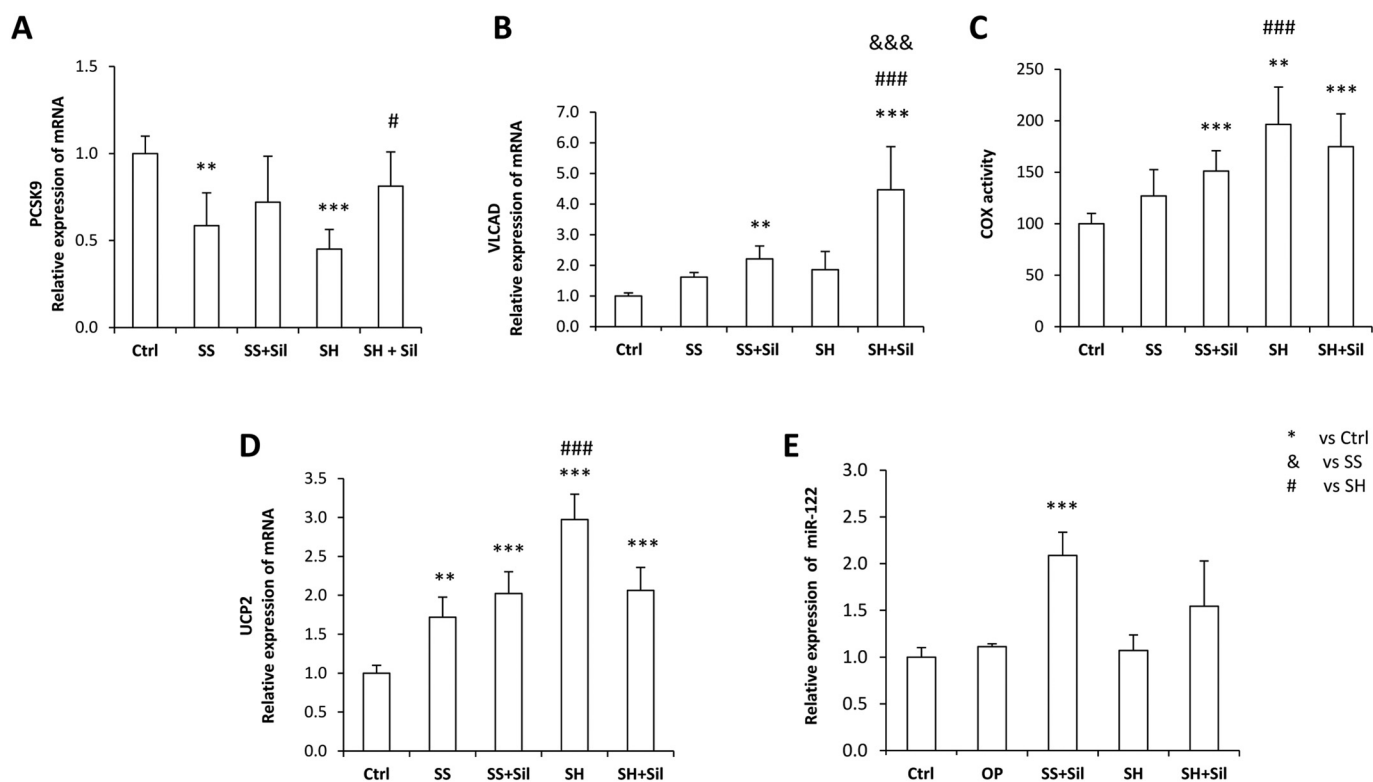 A
PCSK9
Relative expression of mRNA
1.5
1.0
0.5
0.0
**
***
#
Ctrl SS SS+Sil SH SH + Sil
B
VLCAD
Relative expression of mRNA
7.0
6.0
5.0
4.0
3.0
2.0
1.0
0.0
&&&
###
***
**
Ctrl SS SS+Sil SH SH+Sil
C
COX activity
250
200
150
100
50
0
###
**
***
***
Ctrl SS SS+Sil SH SH+Sil
D
UCP2
Relative expression of mRNA
3.5
3.0
2.5
2.0
1.5
1.0
0.5
0.0
###
***
**
***
***
Ctrl SS SS+Sil SH SH+Sil
E
Relative expression of miR-122
3.0
2.5
2.0
1.5
1.0
0.5
0.0
***
Ctrl OP SS+Sil SH SH+Sil
* vs Ctrl
& vs SS
# vs SH